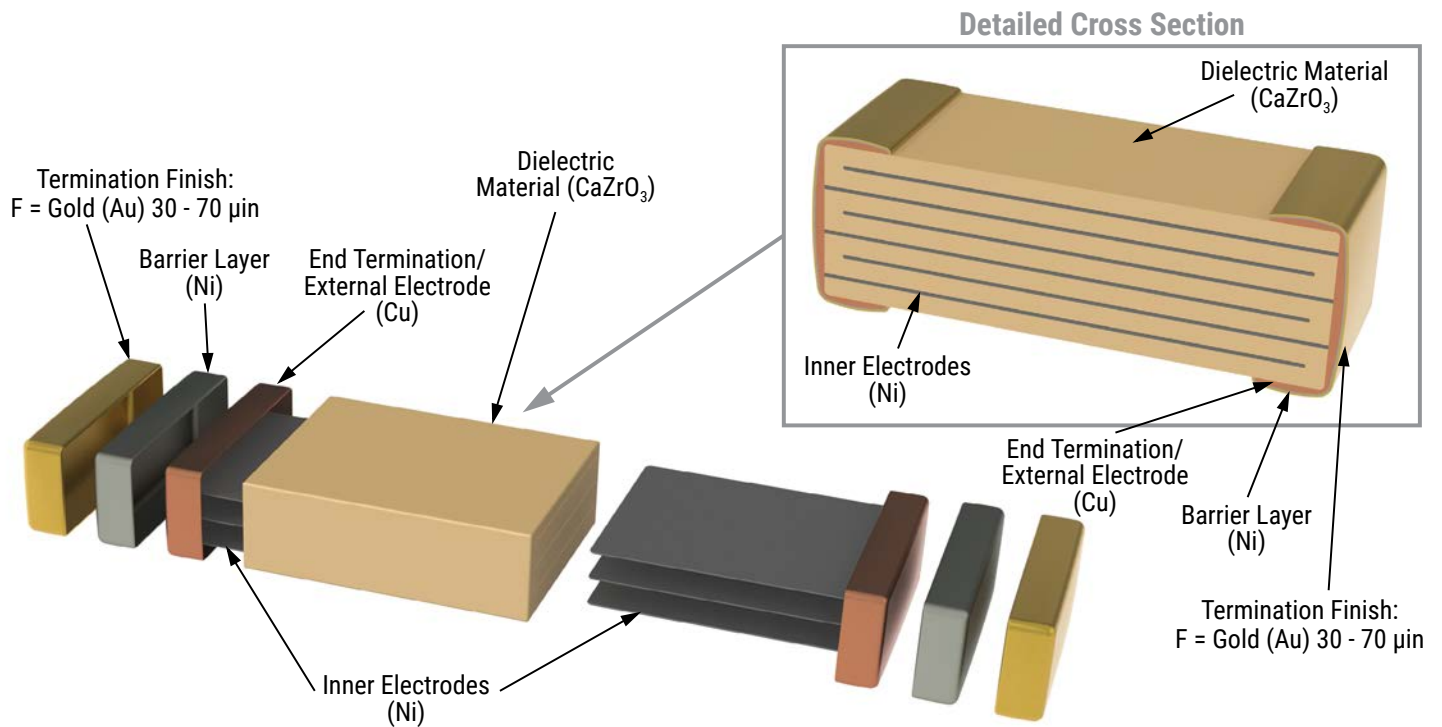 Detailed Cross Section
Dielectric Material
(CaZrO₃)
Inner Electrodes
(Ni)
End Termination/
External Electrode
(Cu)
Barrier Layer
(Ni)
Termination Finish:
F = Gold (Au) 30 - 70 µin
Termination Finish:
F = Gold (Au) 30 - 70 µin
Barrier Layer
(Ni)
End Termination/
External Electrode
(Cu)
Dielectric
Material (CaZrO₃)
Inner Electrodes
(Ni)